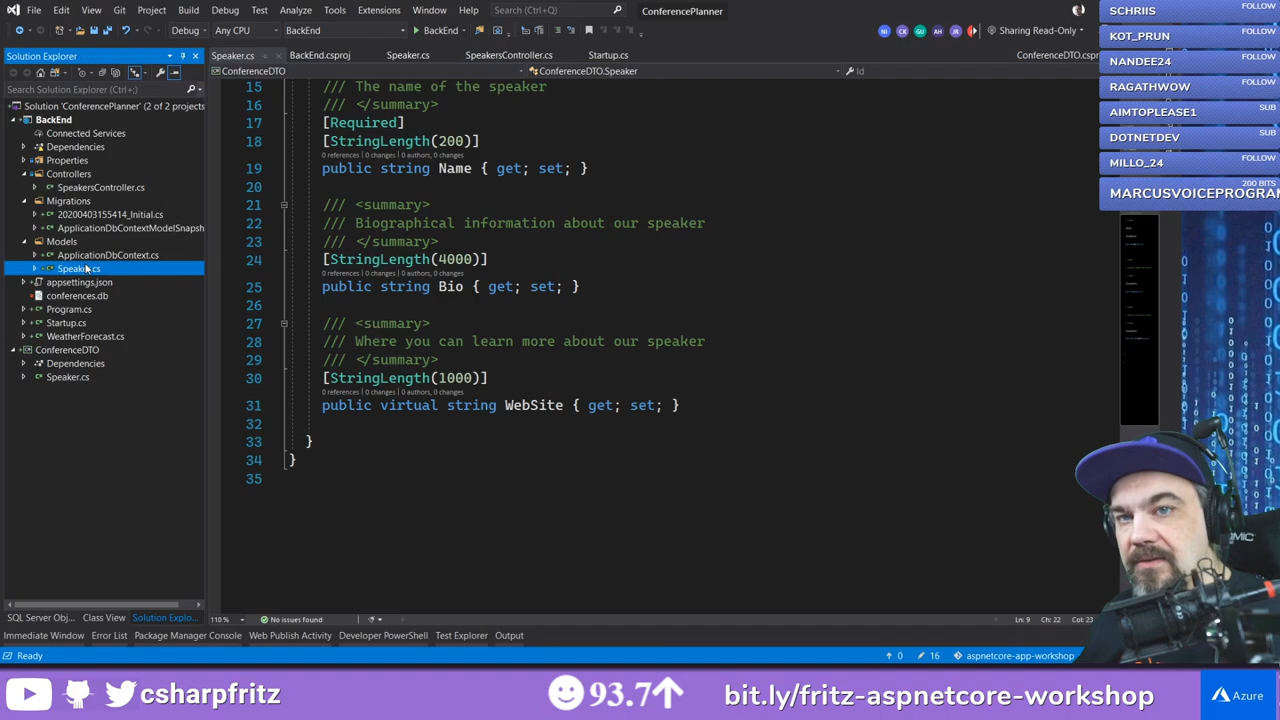 File Edit View Git Project Build Debug Test Analyze Tools Extensions Window Help Search (Ctrl+;) ConferencePlanner
Debug Any CPU BackEnd BackEnd NI CK GU AH JR Sharing Read-Only
Solution Explorer
Search Solution Explorer (Ctrl+;)
Solution 'ConferencePlanner' (2 of 2 projects
BackEnd
Connected Services
Dependencies
Properties
Controllers
SpeakersController.cs
Migrations
20200403155414_Initial.cs
ApplicationDbContextModelSnapsh
Models
ApplicationDbContext.cs
Speaker.cs
appsettings.json
conferences.db
Program.cs
Startup.cs
WeatherForecast.cs
ConferenceDTO
Dependencies
Speaker.cs
SQL Server Obj... Class View Solution Explo...
Speaker.cs BackEnd.csproj Speaker.cs SpeakersController.cs Startup.cs ConferenceDTO.csp
ConferenceDTO ConferenceDTO.Speaker Id
15 /// The name of the speaker
16 /// </summary>
17 [Required]
18 [StringLength(200)]
0 references | 0 changes | 0 authors, 0 changes
19 public string Name { get; set; }
20
21 /// <summary>
22 /// Biographical information about our speaker
23 /// </summary>
24 [StringLength(4000)]
0 references | 0 changes | 0 authors, 0 changes
25 public string Bio { get; set; }
26
27 /// <summary>
28 /// Where you can learn more about our speaker
29 /// </summary>
30 [StringLength(1000)]
0 references | 0 changes | 0 authors, 0 changes
31 public virtual string WebSite { get; set; }
32
33 }
34 }
35
110 % No issues found Ln: 9 Ch: 22 Col: 23
Immediate Window Error List Package Manager Console Web Publish Activity Developer PowerShell Test Explorer Output
Ready 0 16 aspnetcore-app-workshop
SCHRIIS FOLLOW
KOT_PRUN FOLLOW
NANDEE24 FOLLOW
RAGATHWOW FOLLOW
AIMTOPLEASE1 SUB
DOTNETDEV SUB
MILLO_24 FOLLOW
200 BITS
MARCUSVOICEPROGRAM
csharpfritz 93.7 bit.ly/fritz-aspnetcore-workshop Azure